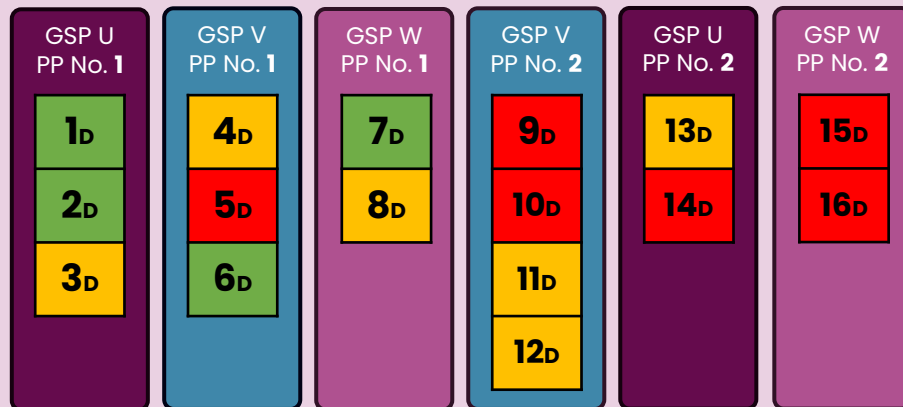 GSP U
PP No. 1
1D
2D
3D
GSP V
PP No. 1
4D
5D
6D
GSP W
PP No. 1
7D
8D
GSP V
PP No. 2
9D
10D
11D
12D
GSP U
PP No. 2
13D
14D
GSP W
PP No. 2
15D
16D